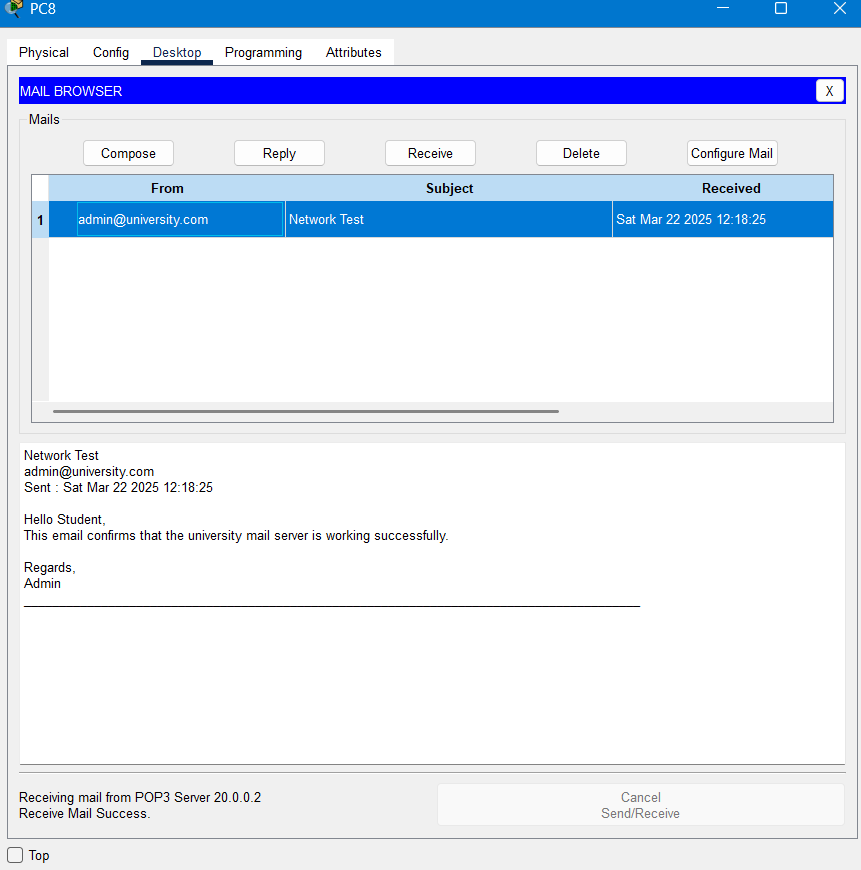 PC8
Physical Config Desktop Programming Attributes
MAIL BROWSER X
Mails
Compose Reply Receive Delete Configure Mail
From Subject Received
1 admin@university.com Network Test Sat Mar 22 2025 12:18:25
Network Test
admin@university.com
Sent : Sat Mar 22 2025 12:18:25
Hello Student,
This email confirms that the university mail server is working successfully.
Regards,
Admin
Receiving mail from POP3 Server 20.0.0.2
Receive Mail Success.
Cancel
Send/Receive
Top